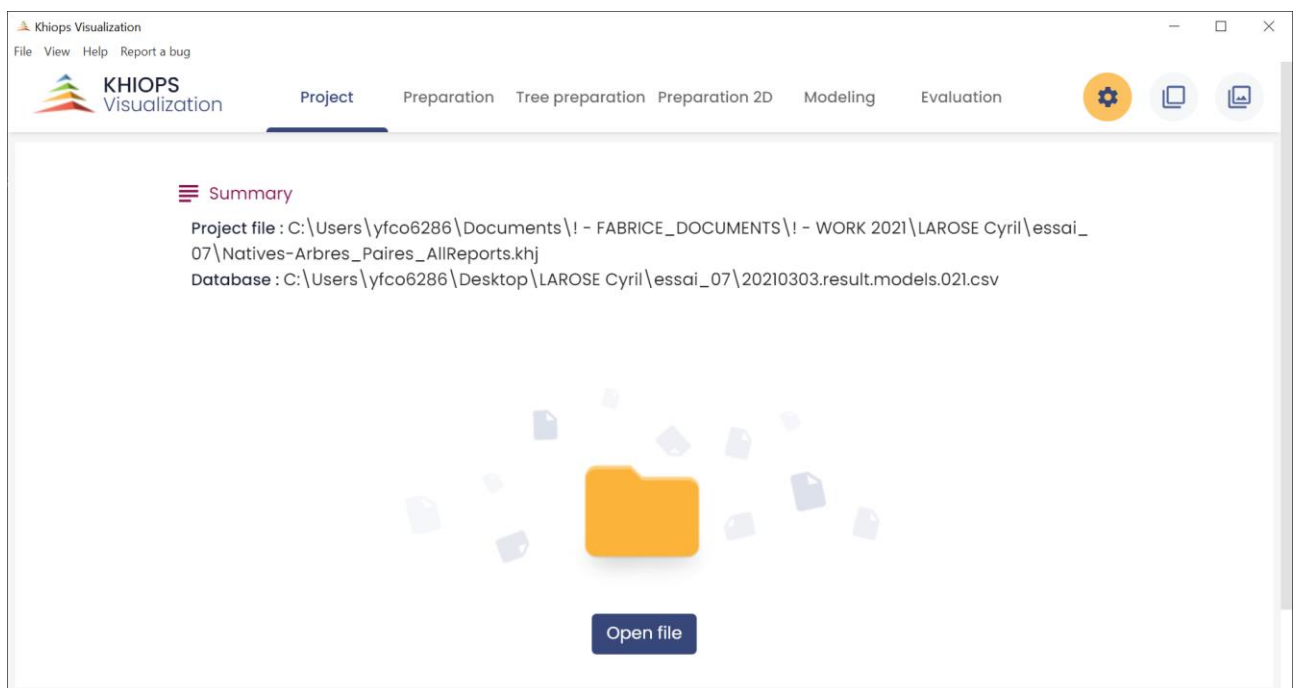 Khiops Visualization
File View Help Report a bug
KHIOPS
Visualization
Project Preparation Tree preparation Preparation 2D Modeling Evaluation
Summary
Project file : C:\Users\yfco6286\Documents\! - FABRICE_DOCUMENTS\! - WORK 2021\LAROSE Cyril\essai_
07\Natives-Arbres_Paires_AllReports.khj
Database : C:\Users\yfco6286\Desktop\LAROSE Cyril\essai_07\20210303.result.models.021.csv
Open file